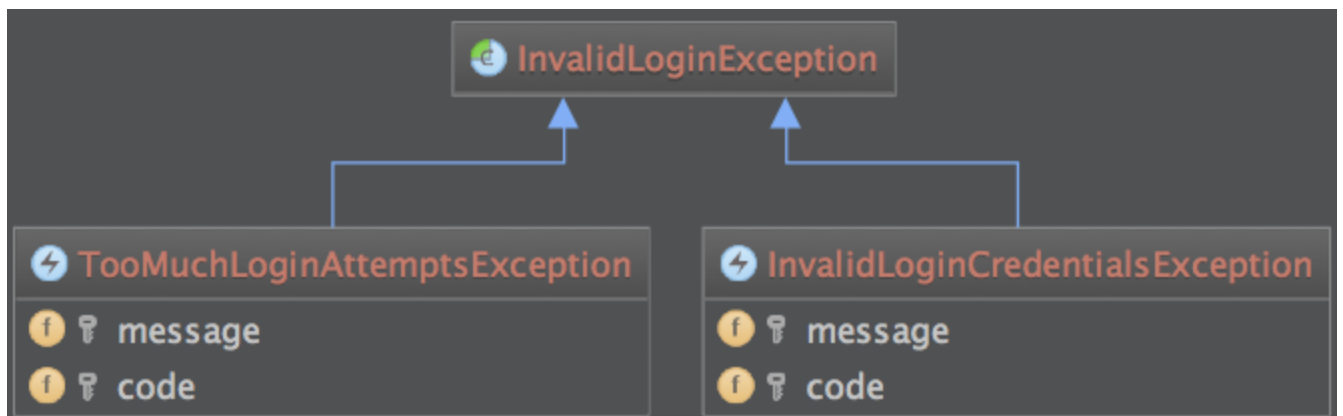 InvalidLoginException
TooMuchLoginAttemptsException
f message
f code
InvalidLoginCredentialsException
f message
f code